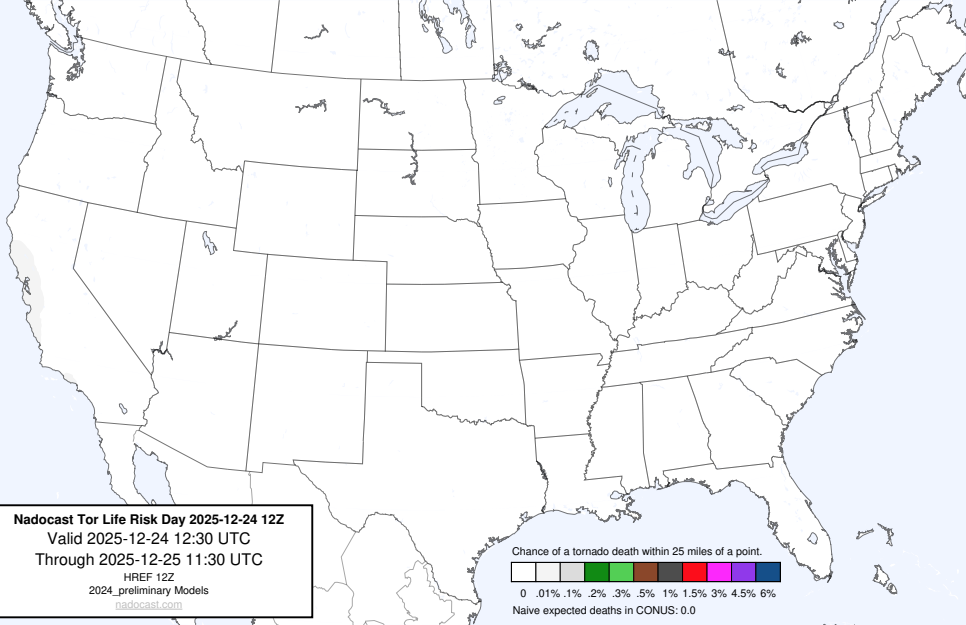 Nadocast Tor Life Risk Day 2025-12-24 12Z
Valid 2025-12-24 12:30 UTC
Through 2025-12-25 11:30 UTC
HREF 12Z
2024_preliminary Models
nadocast.com
Chance of a tornado death within 25 miles of a point.
0 .01% .1% .2% .3% .5% 1% 1.5% 3% 4.5% 6%
Naive expected deaths in CONUS: 0.0